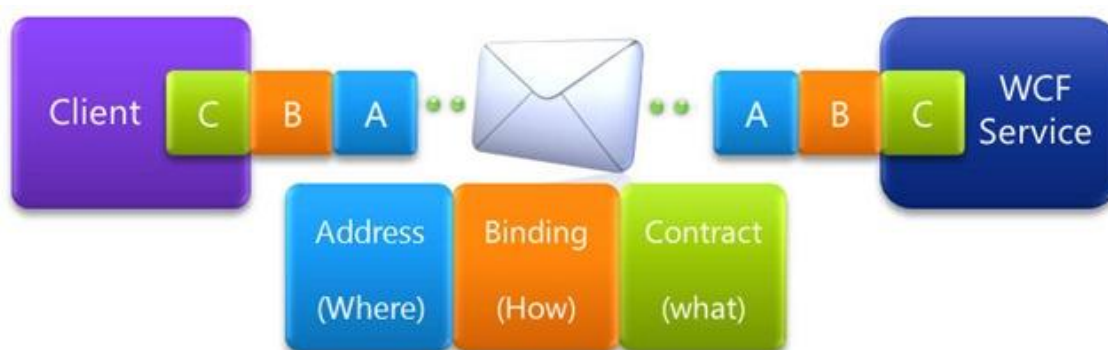 Client
C
B
A
A
B
C
WCF
Service
Address
(Where)
Binding
(How)
Contract
(what)